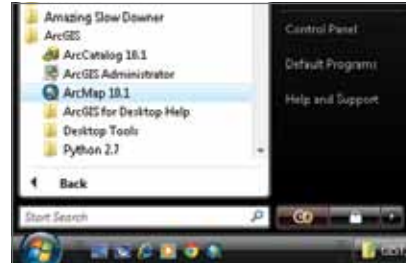 Amazing Slow Downer
ArcGIS
ArcCatalog 10.1
ArcGIS Administrator
ArcMap 10.1
ArcGIS for Desktop Help
Desktop Tools
Python 2.7
Back
Start Search
Control Panel
Default Programs
Help and Support